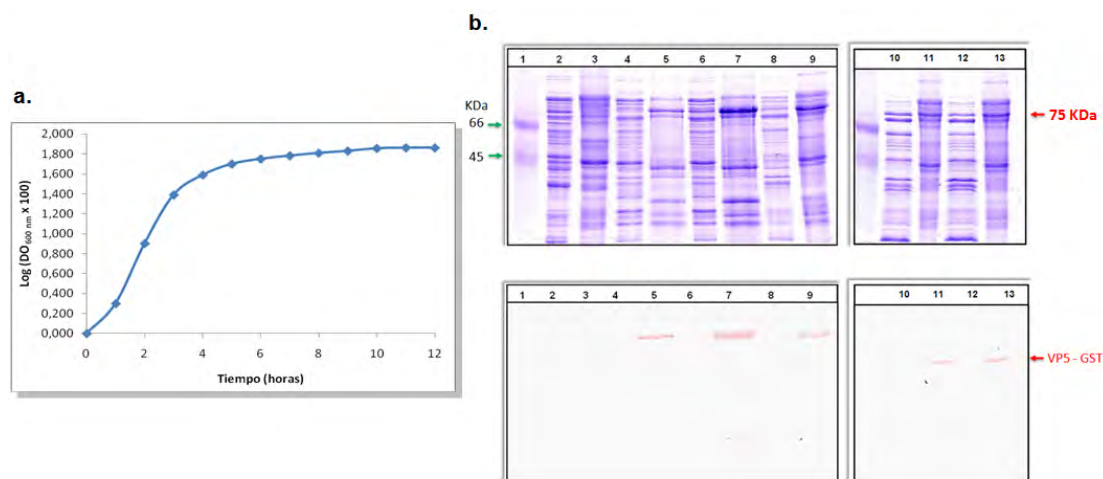 a.
2,000
1,800
1,600
1,400
1,200
1,000
0,800
0,600
0,400
0,200
0,000
Log (DO600 nm x 100)
0 2 4 6 8 10 12
Tiempo (horas)
b.
1 2 3 4 5 6 7 8 9
10 11 12 13
KDa
66
45
75 KDa
1 2 3 4 5 6 7 8 9
10 11 12 13
VP5 - GST